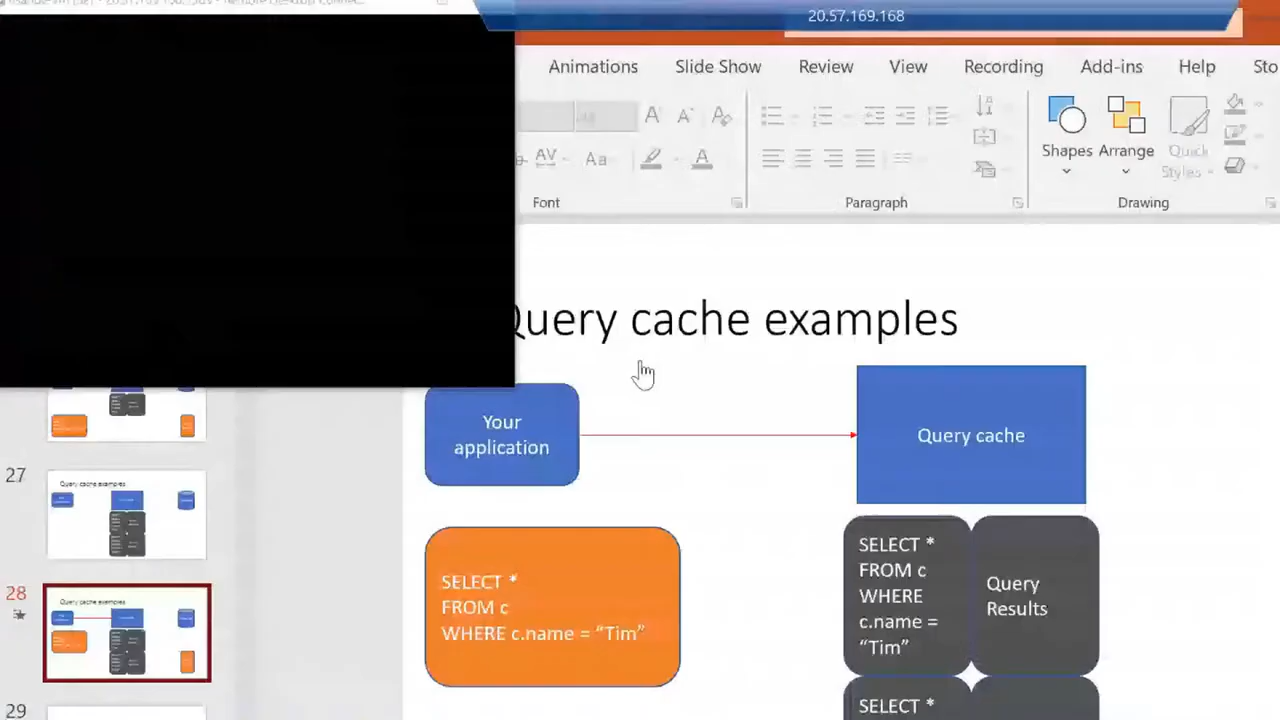 20.57.169.168
Animations Slide Show Review View Recording Add-ins Help Sto
Aa
Shapes Arrange Quick Styles
Font Paragraph Drawing
Query cache examples
Your
application
Query cache
SELECT *
FROM c
WHERE c.name = “Tim”
SELECT *
FROM c
WHERE
c.name =
“Tim”
Query
Results
SELECT *
27
Query cache examples
28
Query cache examples
29